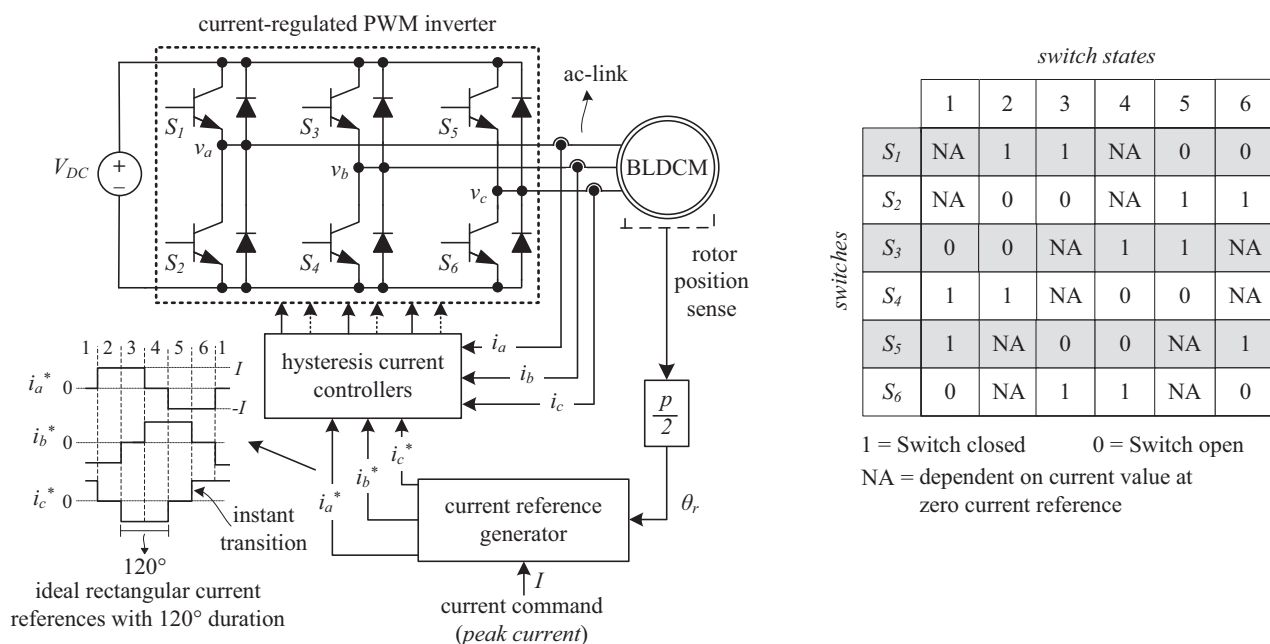 current-regulated PWM inverter
ac-link
S1
S3
S5
va
vb
vc
VDC
+
−
BLDCM
S2
S4
S6
rotor
position
sense
hysteresis current
controllers
ia
ib
ic
p
2
θr
1 2 3 4 5 6 1
ia* 0
I
-I
ib* 0
ic* 0
instant
transition
120°
ideal rectangular current
references with 120° duration
ia*
ib*
ic*
current reference
generator
I
current command
(peak current)
switch states
switches
1 2 3 4 5 6
S1 NA 1 1 NA 0 0
S2 NA 0 0 NA 1 1
S3 0 0 NA 1 1 NA
S4 1 1 NA 0 0 NA
S5 1 NA 0 0 NA 1
S6 0 NA 1 1 NA 0
1 = Switch closed 0 = Switch open
NA = dependent on current value at
zero current reference